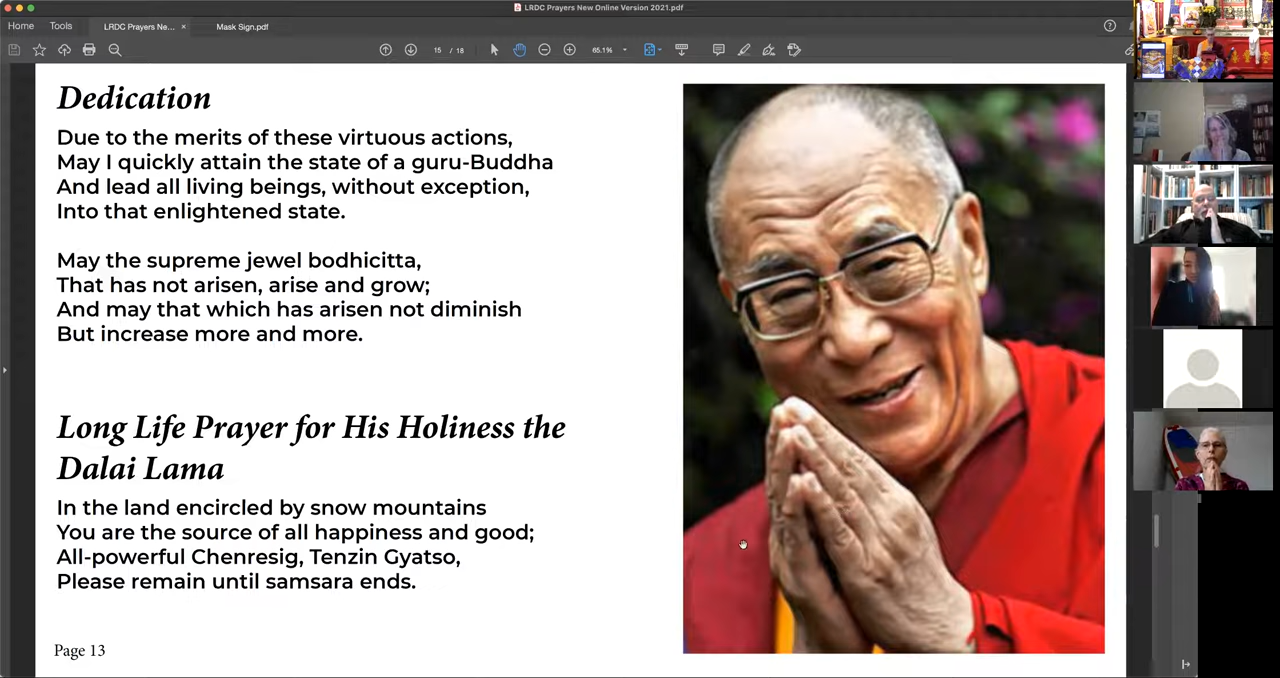 LRDC Prayers New Online Version 2021.pdf
Home
Tools
LRDC Prayers Ne... ×
Mask Sign.pdf
15 / 18
65.1%
Dedication
Due to the merits of these virtuous actions,
May I quickly attain the state of a guru-Buddha
And lead all living beings, without exception,
Into that enlightened state.
May the supreme jewel bodhicitta,
That has not arisen, arise and grow;
And may that which has arisen not diminish
But increase more and more.
Long Life Prayer for His Holiness the
Dalai Lama
In the land encircled by snow mountains
You are the source of all happiness and good;
All-powerful Chenresig, Tenzin Gyatso,
Please remain until samsara ends.
Page 13